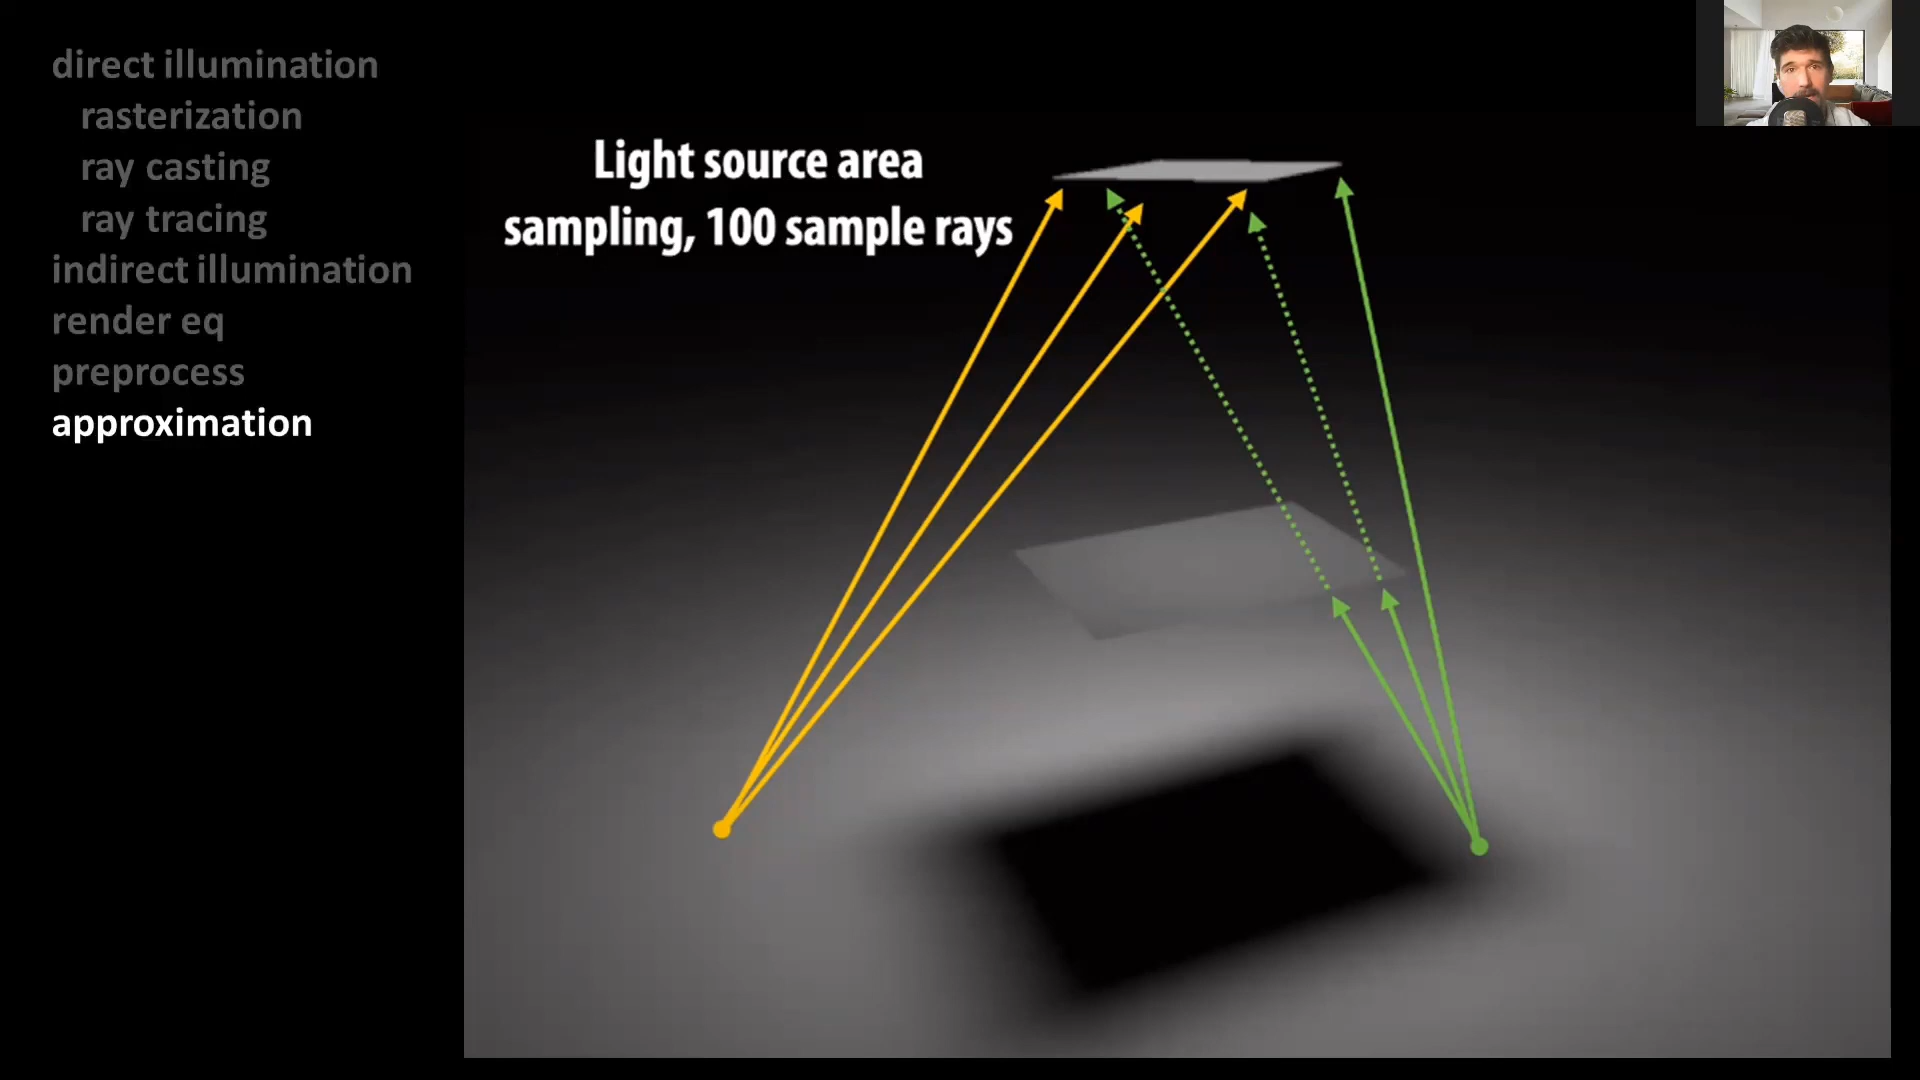 direct illumination
rasterization
ray casting
ray tracing
indirect illumination
render eq
preprocess
approximation
Light source area
sampling, 100 sample rays